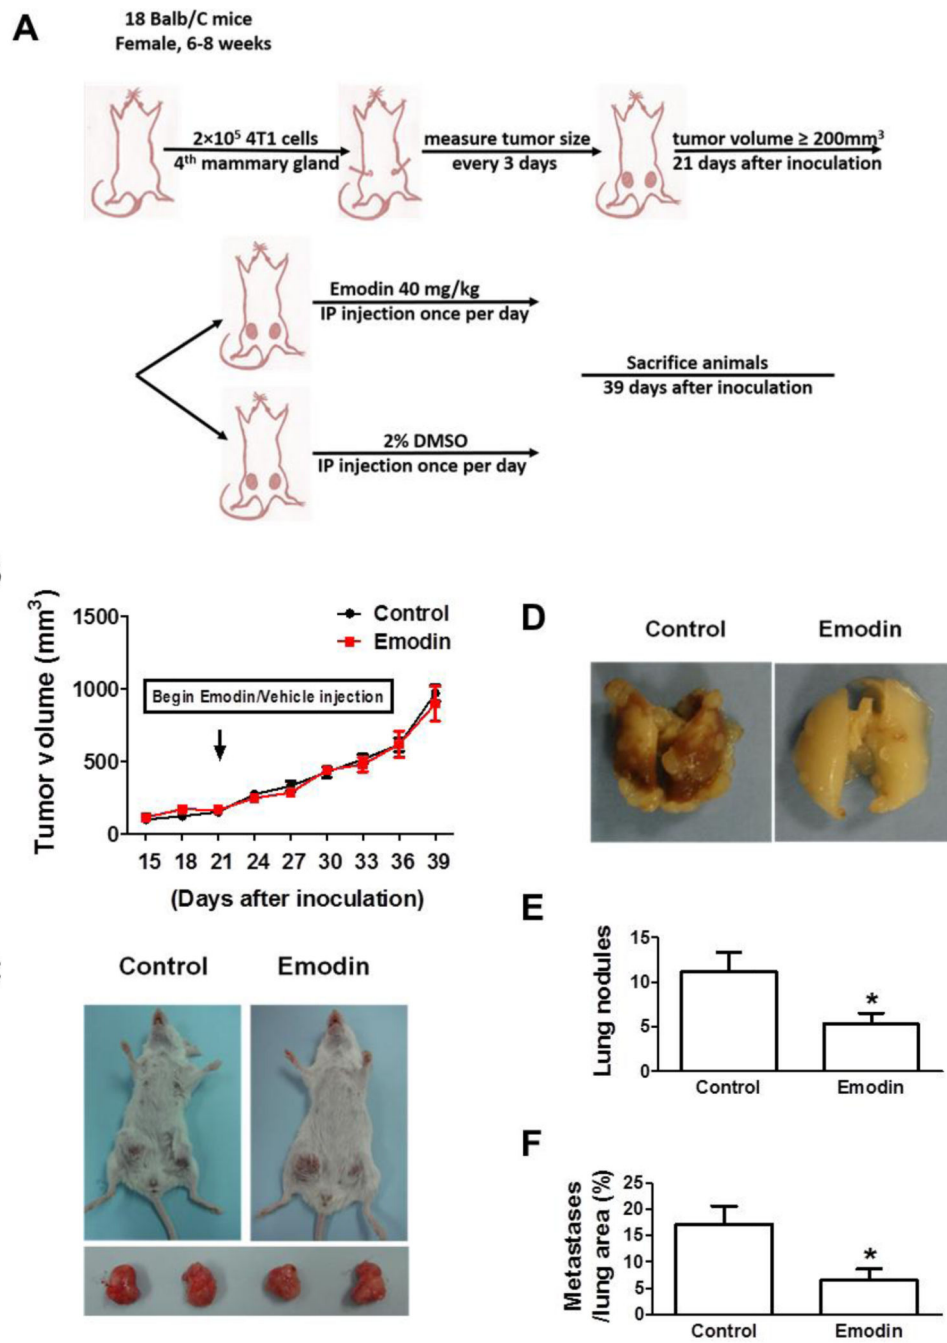 A
18 Balb/C mice
Female, 6-8 weeks
2×10⁵ 4T1 cells
4ᵗʰ mammary gland
measure tumor size
every 3 days
tumor volume ≥ 200mm³
21 days after inoculation
Emodin 40 mg/kg
IP injection once per day
2% DMSO
IP injection once per day
Sacrifice animals
39 days after inoculation
Tumor volume (mm³)
1500
1000
500
0
Control
Emodin
Begin Emodin/Vehicle injection
15 18 21 24 27 30 33 36 39
(Days after inoculation)
Control Emodin
D
Control Emodin
E
Lung nodules
15
10
5
0
*
Control Emodin
F
Metastases
/lung area (%)
25
20
15
10
5
0
*
Control Emodin